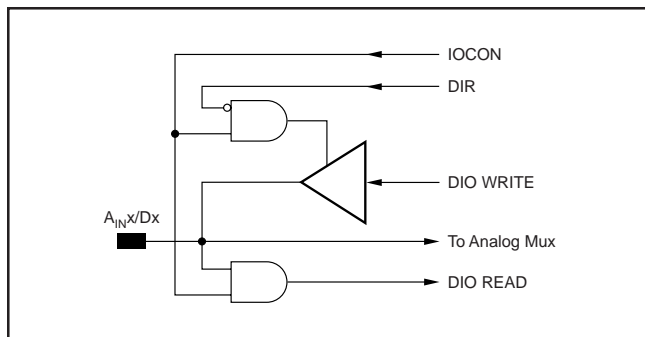 IOCON
DIR
DIO WRITE
AINx/Dx
To Analog Mux
DIO READ